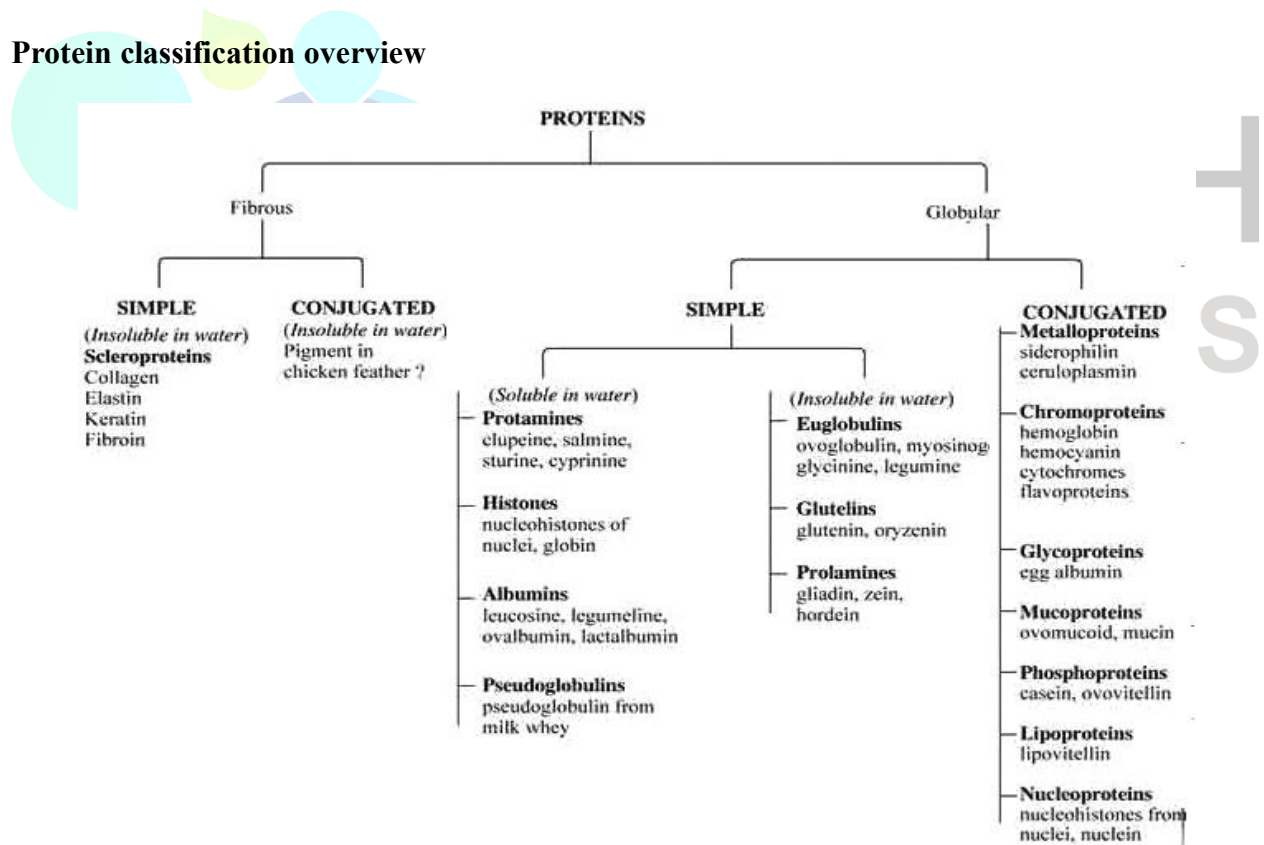 Protein classification overview
PROTEINS
Fibrous
Globular
SIMPLE
(Insoluble in water)
Scleroproteins
Collagen
Elastin
Keratin
Fibroin
CONJUGATED
(Insoluble in water)
Pigment in
chicken feather ?
SIMPLE
(Soluble in water)
Protamines
clupeine, salmine,
sturine, cyprinine
Histones
nucleohistones of
nuclei, globin
Albumins
leucosine, legumeline,
ovalbumin, lactalbumin
Pseudoglobulins
pseudoglobulin from
milk whey
(Insoluble in water)
Euglobulins
ovoglobulin, myosinog
glycinine, legumine
Glutelins
glutenin, oryzenin
Prolamines
gliadin, zein,
hordein
CONJUGATED
Metalloproteins
siderophilin
ceruloplasmin
Chromoproteins
hemoglobin
hemocyanin
cytochromes
flavoproteins
Glycoproteins
egg albumin
Mucoproteins
ovomucoid, mucin
Phosphoproteins
casein, ovovitellin
Lipoproteins
lipovitellin
Nucleoproteins
nucleohistones from
nuclei, nuclein
S